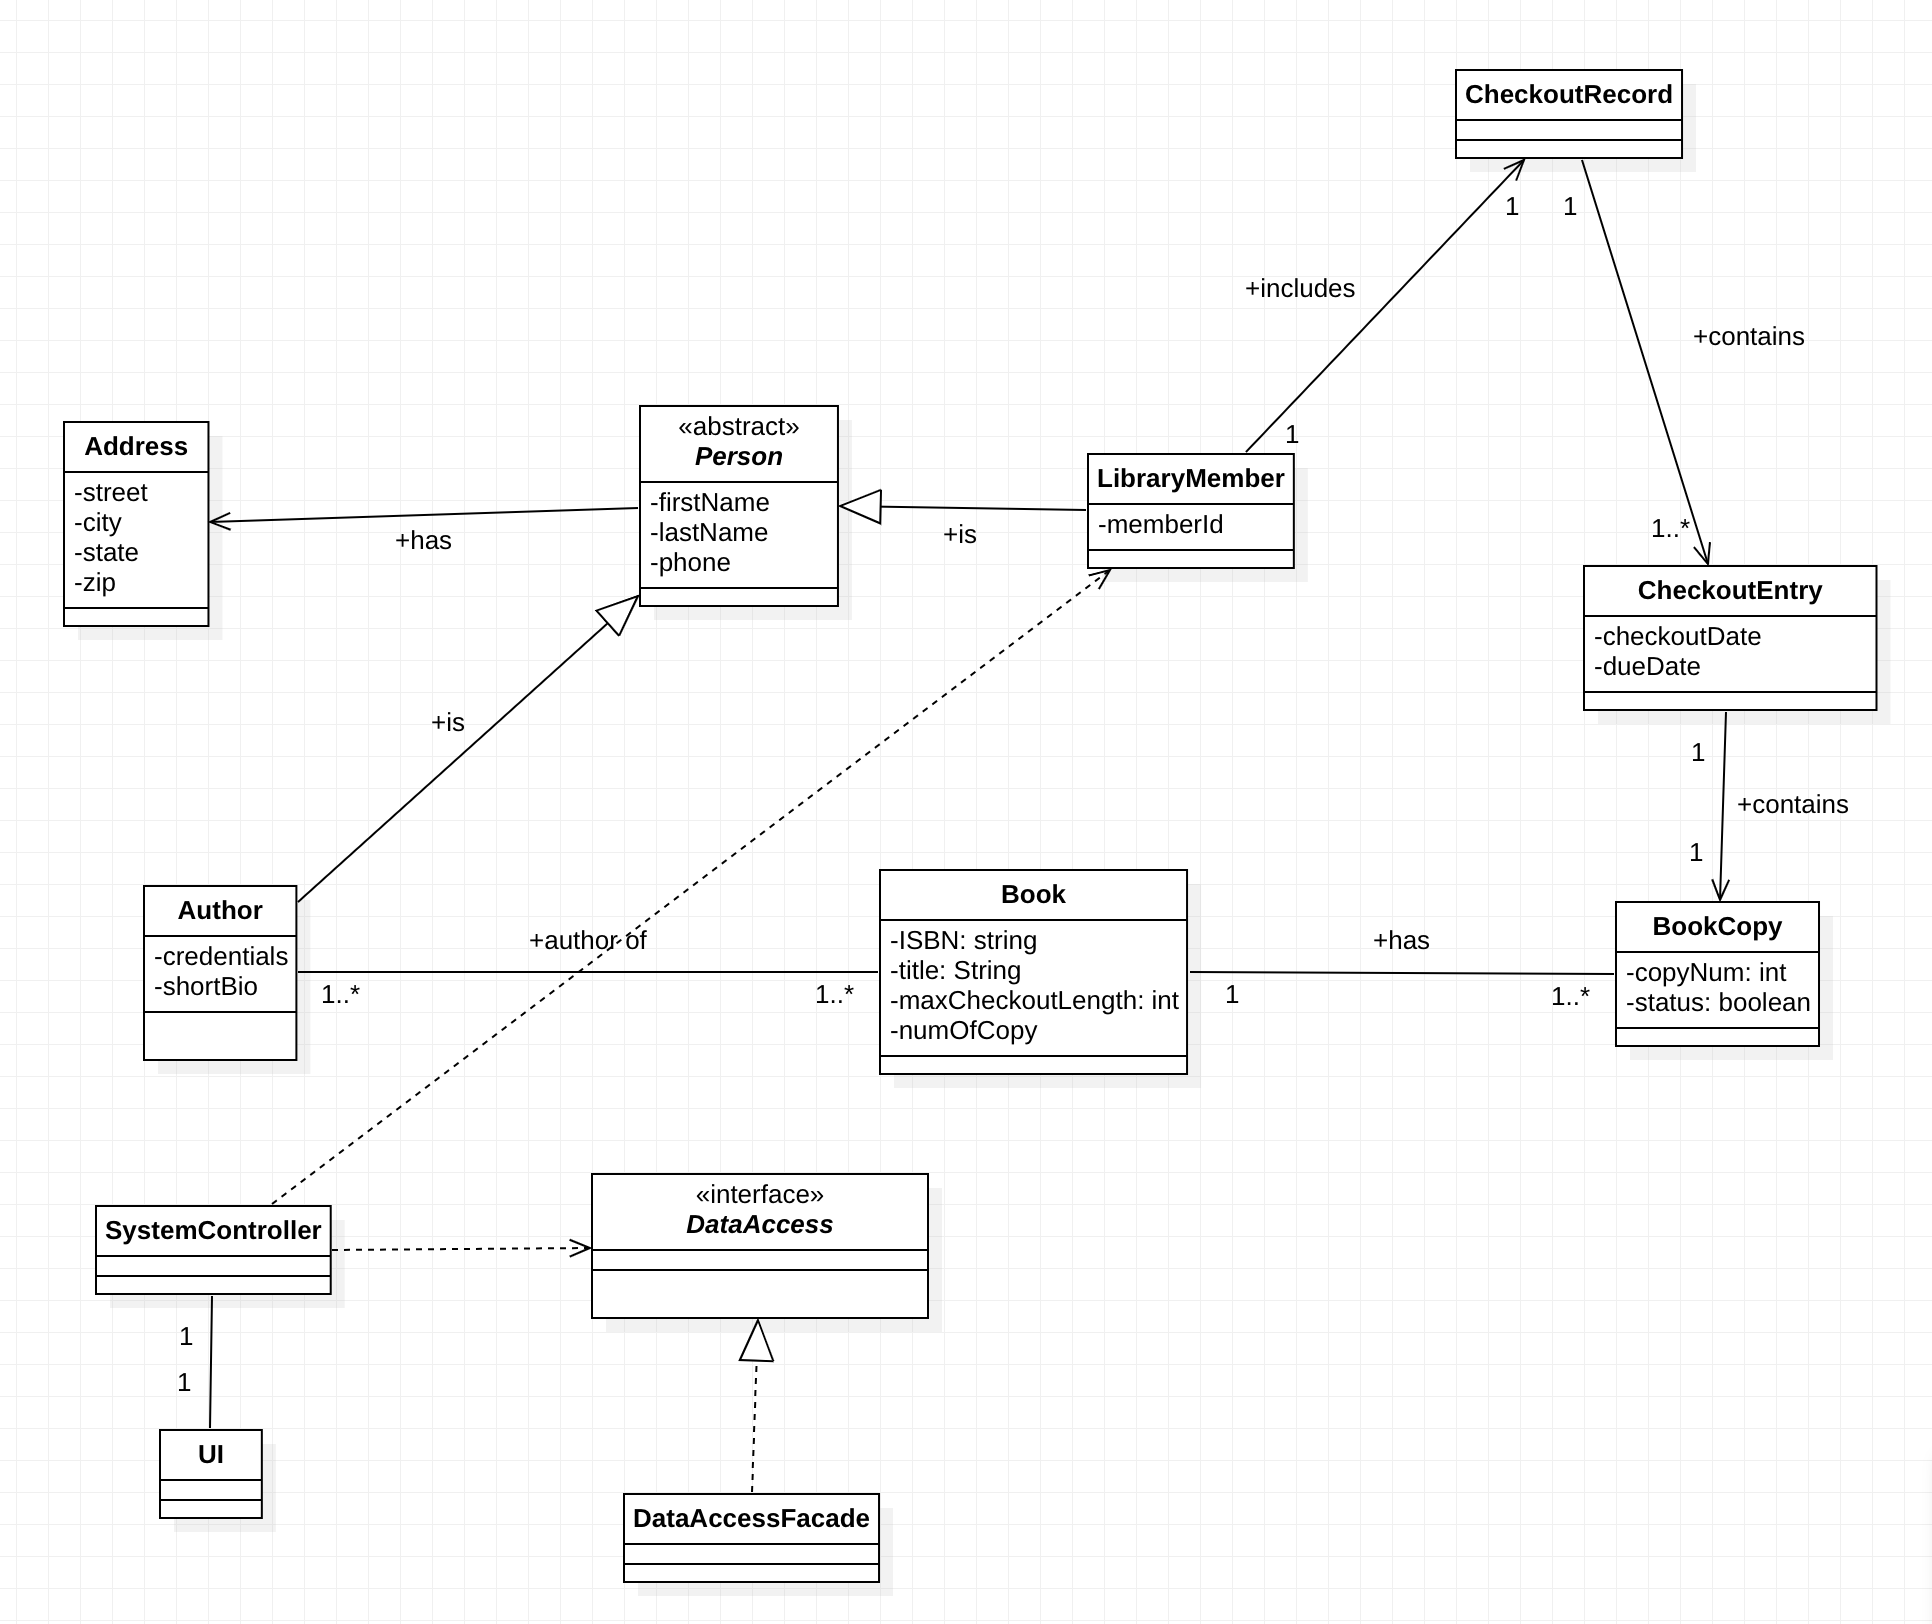 CheckoutRecord
1
1
+includes
+contains
«abstract»
Person
-firstName
-lastName
-phone
Address
-street
-city
-state
-zip
+has
+is
1
LibraryMember
-memberId
1..*
CheckoutEntry
-checkoutDate
-dueDate
+is
1
+contains
1
Author
-credentials
-shortBio
+author of
1..*
1..*
Book
-ISBN: string
-title: String
-maxCheckoutLength: int
-numOfCopy
+has
1
1..*
BookCopy
-copyNum: int
-status: boolean
SystemController
«interface»
DataAccess
1
1
UI
DataAccessFacade